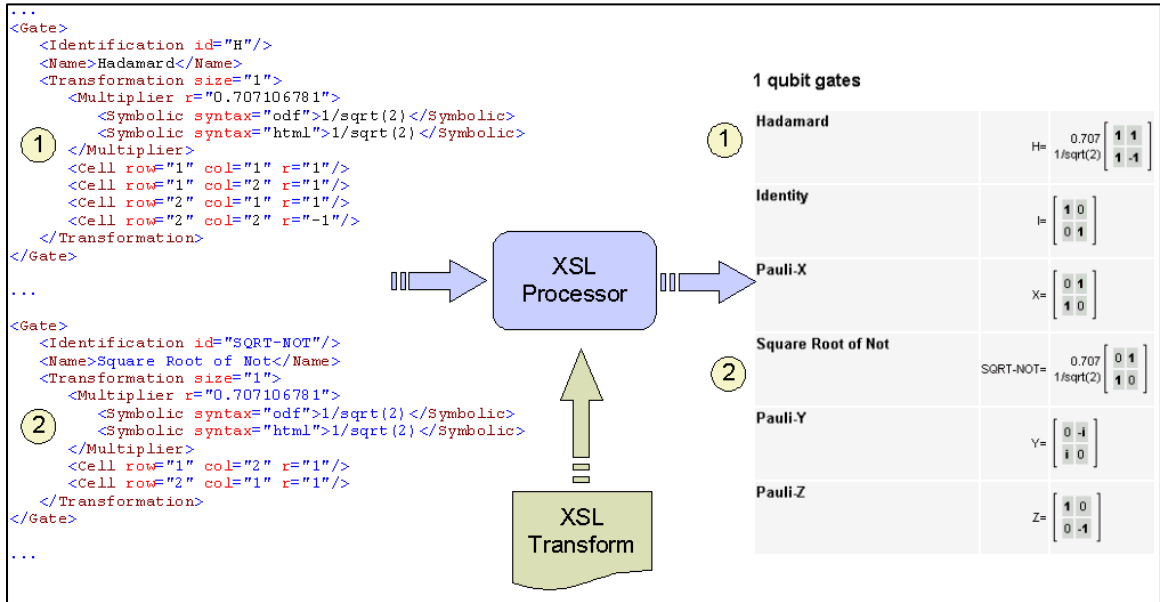 ...
<Gate>
<Identification id="H"/>
<Name>Hadamard</Name>
<Transformation size="1">
<Multiplier r="0.707106781">
<Symbolic syntax="odf">1/sqrt(2)</Symbolic>
<Symbolic syntax="html">1/sqrt(2)</Symbolic>
1
</Multiplier>
<Cell row="1" col="1" r="1"/>
<Cell row="1" col="2" r="1"/>
<Cell row="2" col="1" r="1"/>
<Cell row="2" col="2" r="-1"/>
</Transformation>
</Gate>
...
<Gate>
<Identification id="SQRT-NOT"/>
<Name>Square Root of Not</Name>
<Transformation size="1">
<Multiplier r="0.707106781">
<Symbolic syntax="odf">1/sqrt(2)</Symbolic>
<Symbolic syntax="html">1/sqrt(2)</Symbolic>
2
</Multiplier>
<Cell row="1" col="2" r="1"/>
<Cell row="2" col="1" r="1"/>
</Transformation>
</Gate>
...
XSL
Processor
XSL
Transform
1 qubit gates
1
Hadamard
H= 0.707 1 1
1/sqrt(2) 1 -1
Identity
I= 1 0
0 1
Pauli-X
X= 0 1
1 0
2
Square Root of Not
SQRT-NOT= 0.707 0 1
1/sqrt(2) 1 0
Pauli-Y
Y= 0 -i
i 0
Pauli-Z
Z= 1 0
0 -1